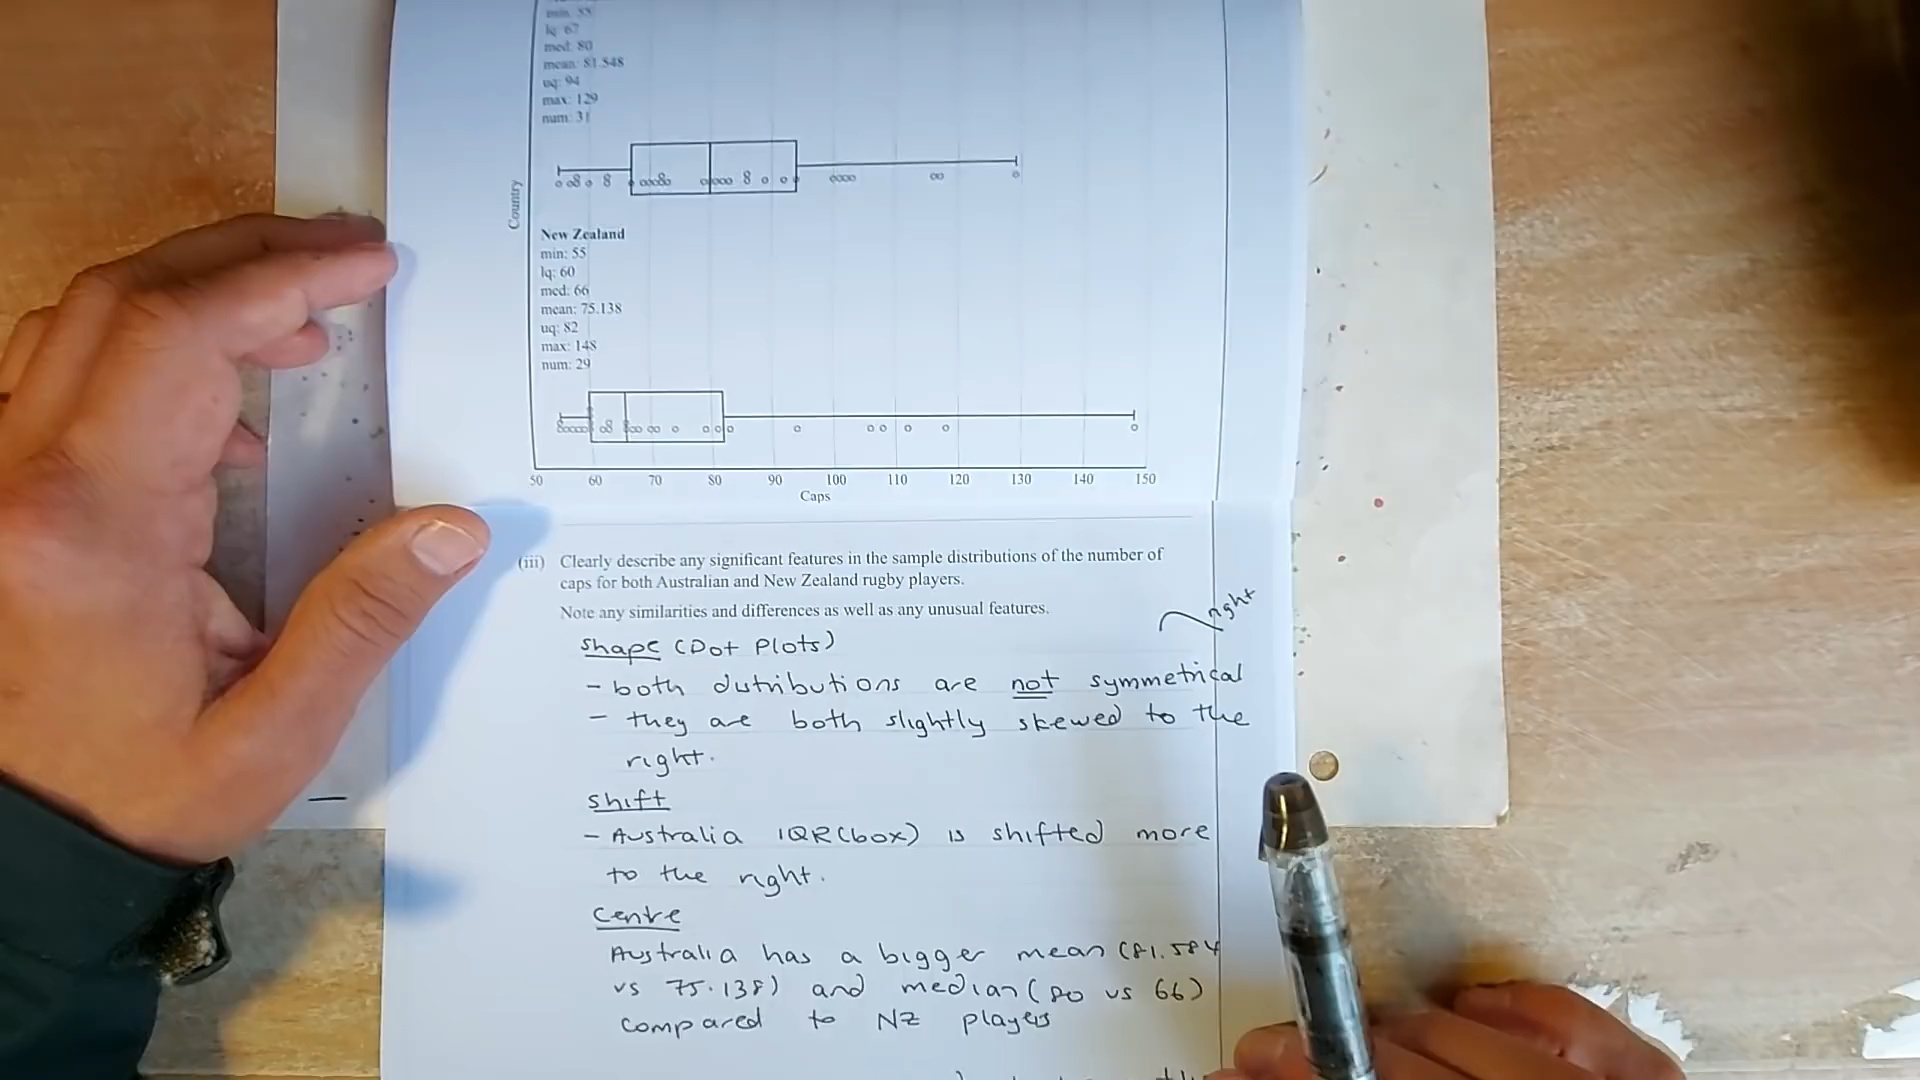 min: 55
lq: 67
med: 80
mean: 81.548
uq: 94
max: 129
num: 31
Country
New Zealand
min: 55
lq: 60
med: 66
mean: 75.138
uq: 82
max: 148
num: 29
50 60 70 80 90 100 110 120 130 140 150
Caps
(iii) Clearly describe any significant features in the sample distributions of the number of
caps for both Australian and New Zealand rugby players.
Note any similarities and differences as well as any unusual features.
right
Shape (Dot Plots)
- both distributions are not symmetrical
- they are both slightly skewed to the
right.
Shift
- Australia IQR(box) is shifted more
to the right.
Centre
Australia has a bigger mean (81.584
vs 75.138) and median (80 vs 66)
compared to NZ players